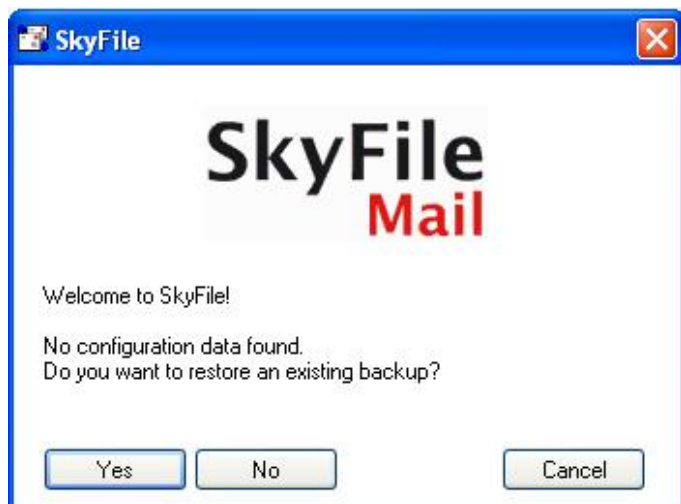 SkyFile
SkyFile
Mail
Welcome to SkyFile!
No configuration data found.
Do you want to restore an existing backup?
Yes No Cancel